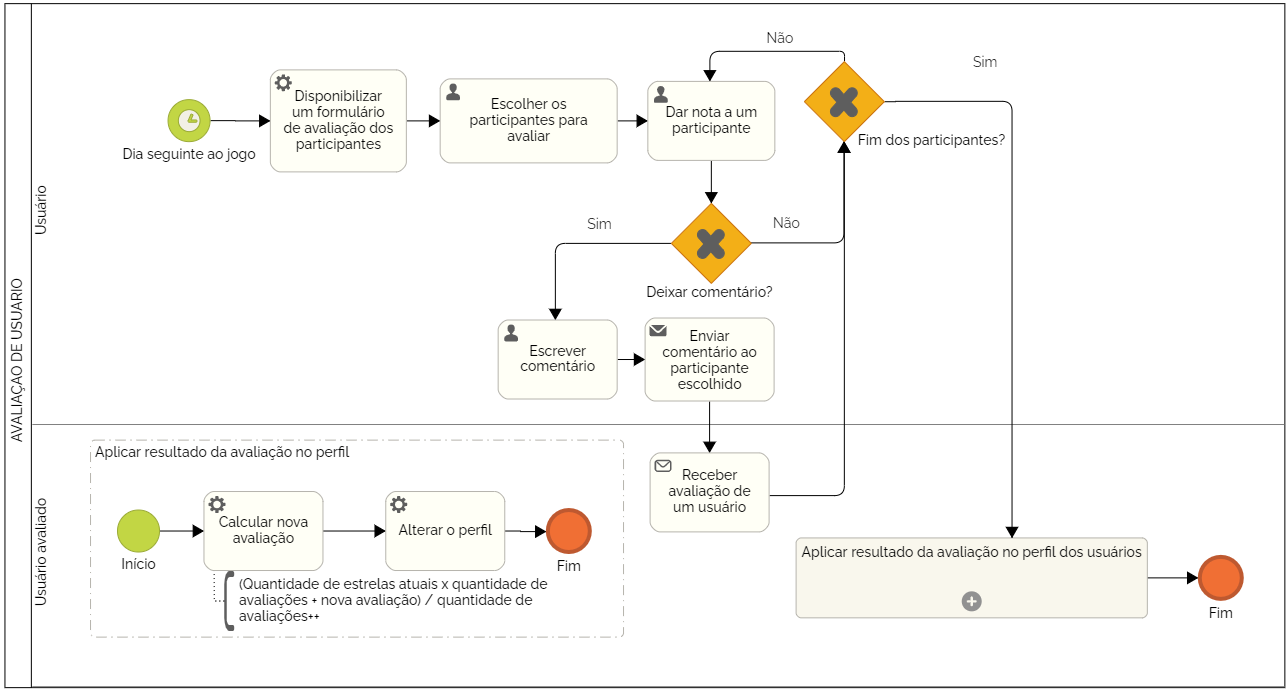 AVALIAÇAO DE USUARIO
Usuário
Dia seguinte ao jogo
Disponibilizar
um formulário
de avaliação dos
participantes
Escolher os
participantes para
avaliar
Dar nota a um
participante
Não
Sim
Fim dos participantes?
Sim
Não
Deixar comentário?
Escrever
comentário
Enviar
comentário ao
participante
escolhido
Usuário avaliado
Aplicar resultado da avaliação no perfil
Início
Calcular nova
avaliação
Alterar o perfil
Fim
(Quantidade de estrelas atuais x quantidade de
avaliações + nova avaliação) / quantidade de
avaliações++
Receber
avaliação de
um usuário
Aplicar resultado da avaliação no perfil dos usuários
Fim